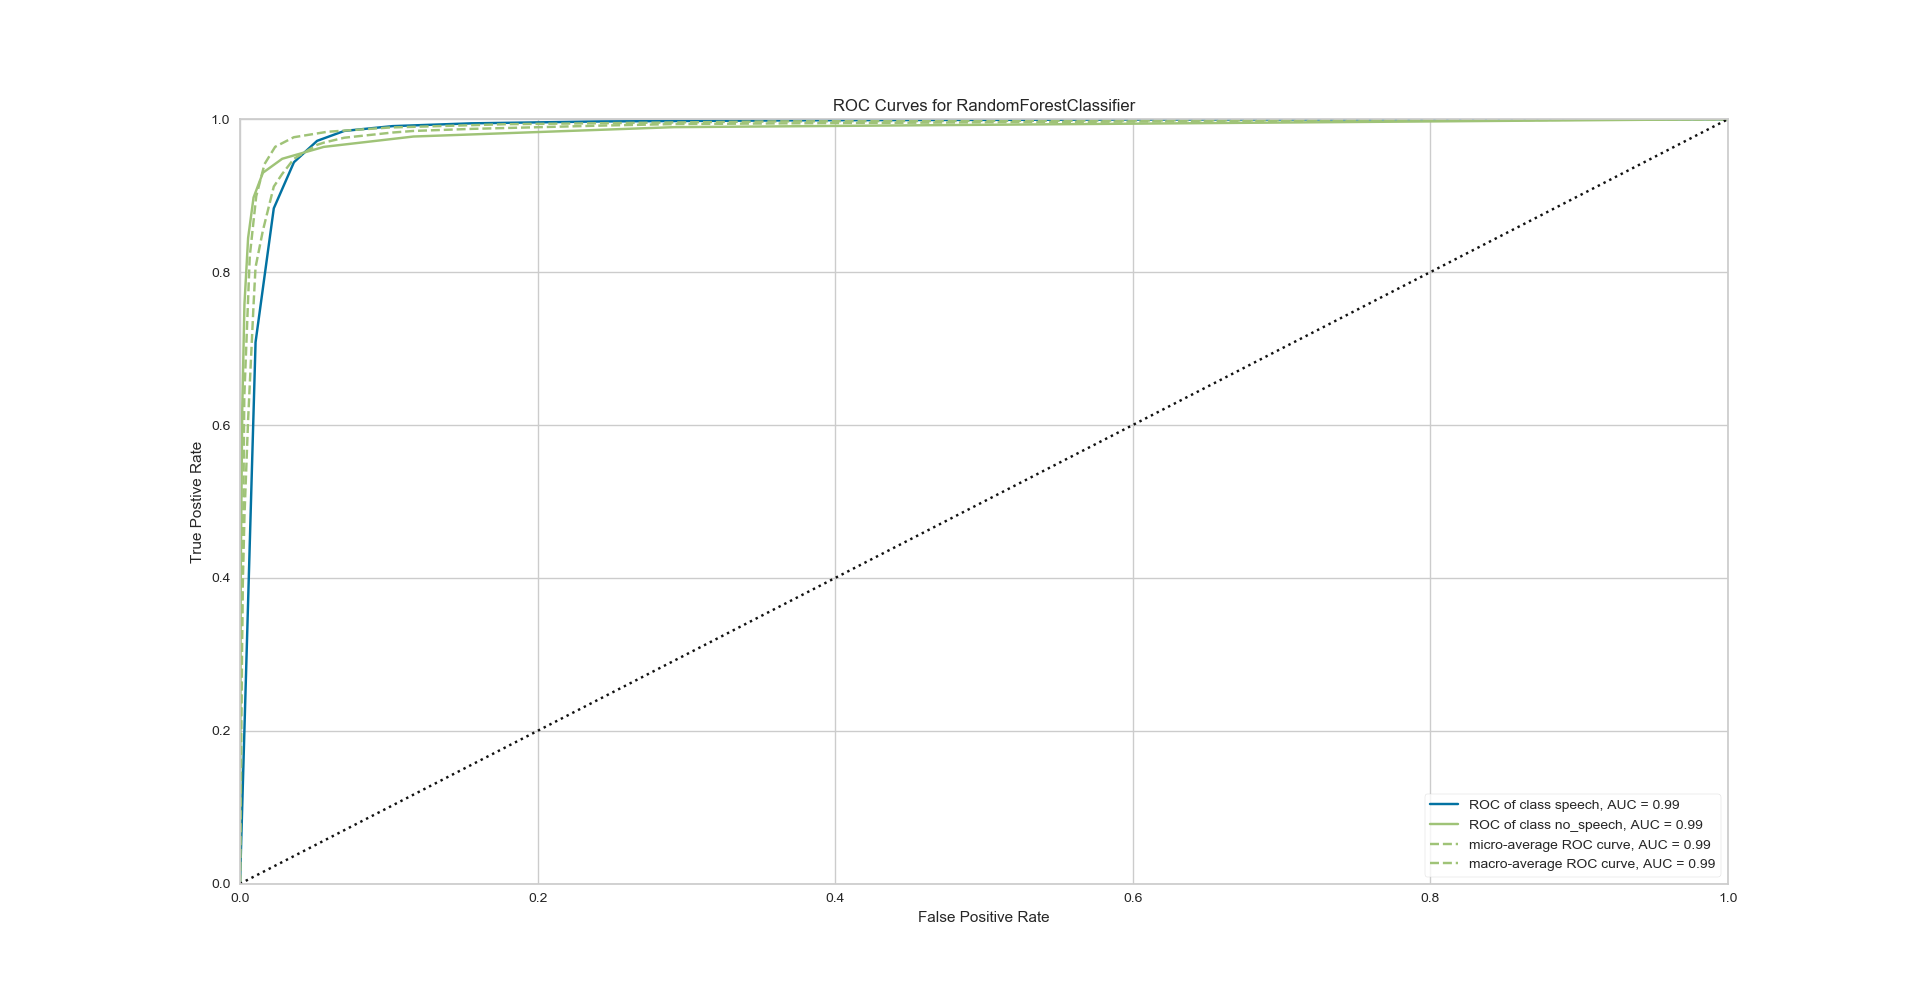 ROC Curves for RandomForestClassifier
1.0
0.8
0.6
0.4
0.2
0.0
True Postive Rate
0.0 0.2 0.4 0.6 0.8 1.0
False Positive Rate
ROC of class speech, AUC = 0.99
ROC of class no_speech, AUC = 0.99
micro-average ROC curve, AUC = 0.99
macro-average ROC curve, AUC = 0.99